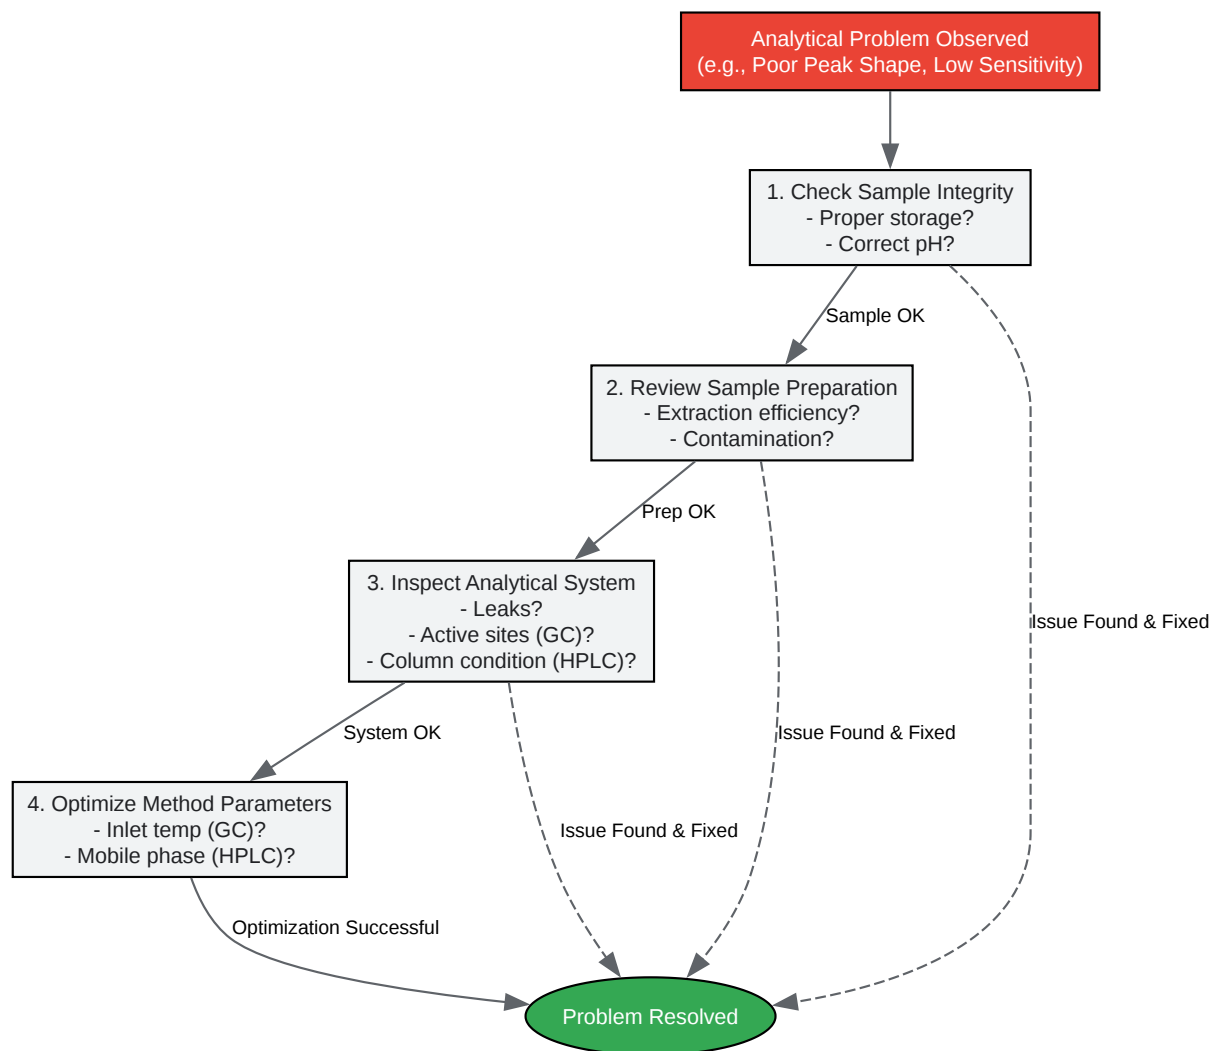 Analytical Problem Observed
(e.g., Poor Peak Shape, Low Sensitivity)
1. Check Sample Integrity
- Proper storage?
- Correct pH?
Sample OK
2. Review Sample Preparation
- Extraction efficiency?
- Contamination?
Prep OK
3. Inspect Analytical System
- Leaks?
- Active sites (GC)?
- Column condition (HPLC)?
Issue Found & Fixed
System OK
Issue Found & Fixed
4. Optimize Method Parameters
- Inlet temp (GC)?
- Mobile phase (HPLC)?
Issue Found & Fixed
Optimization Successful
Problem Resolved